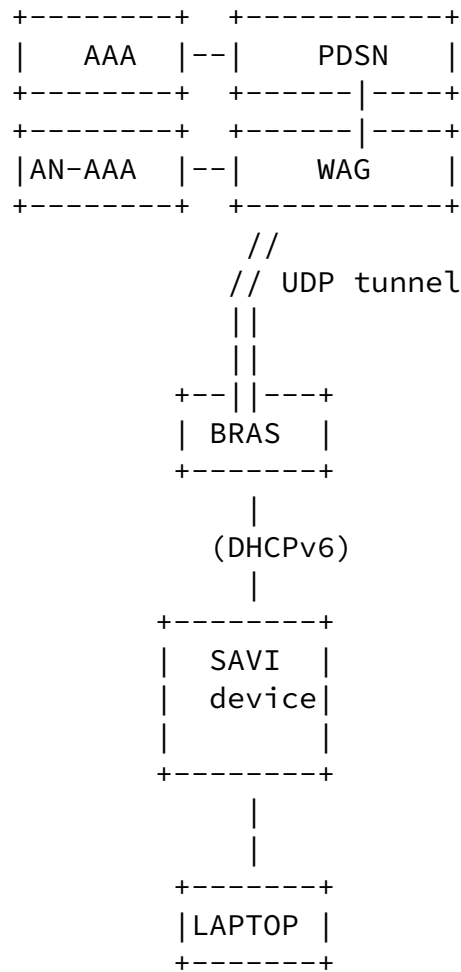 AAA PDSN
AN-AAA WAG
UDP tunnel
BRAS
(DHCPv6)
SAVI
device
LAPTOP